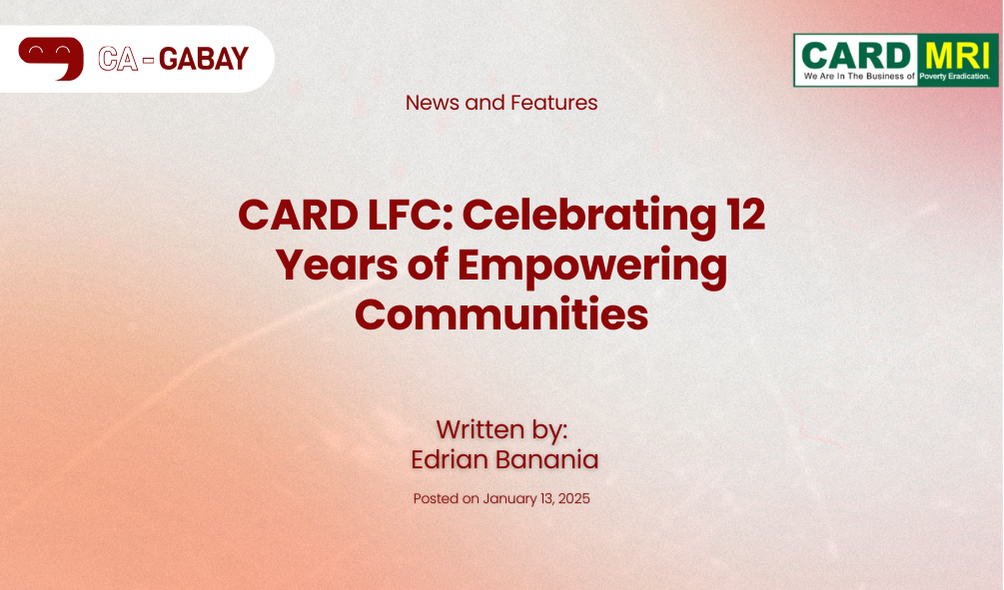 CA-GABAY
CARD MRI
We Are In The Business of Poverty Eradication.
News and Features
CARD LFC: Celebrating 12
Years of Empowering
Communities
Written by:
Edrian Banania
Posted on January 13, 2025